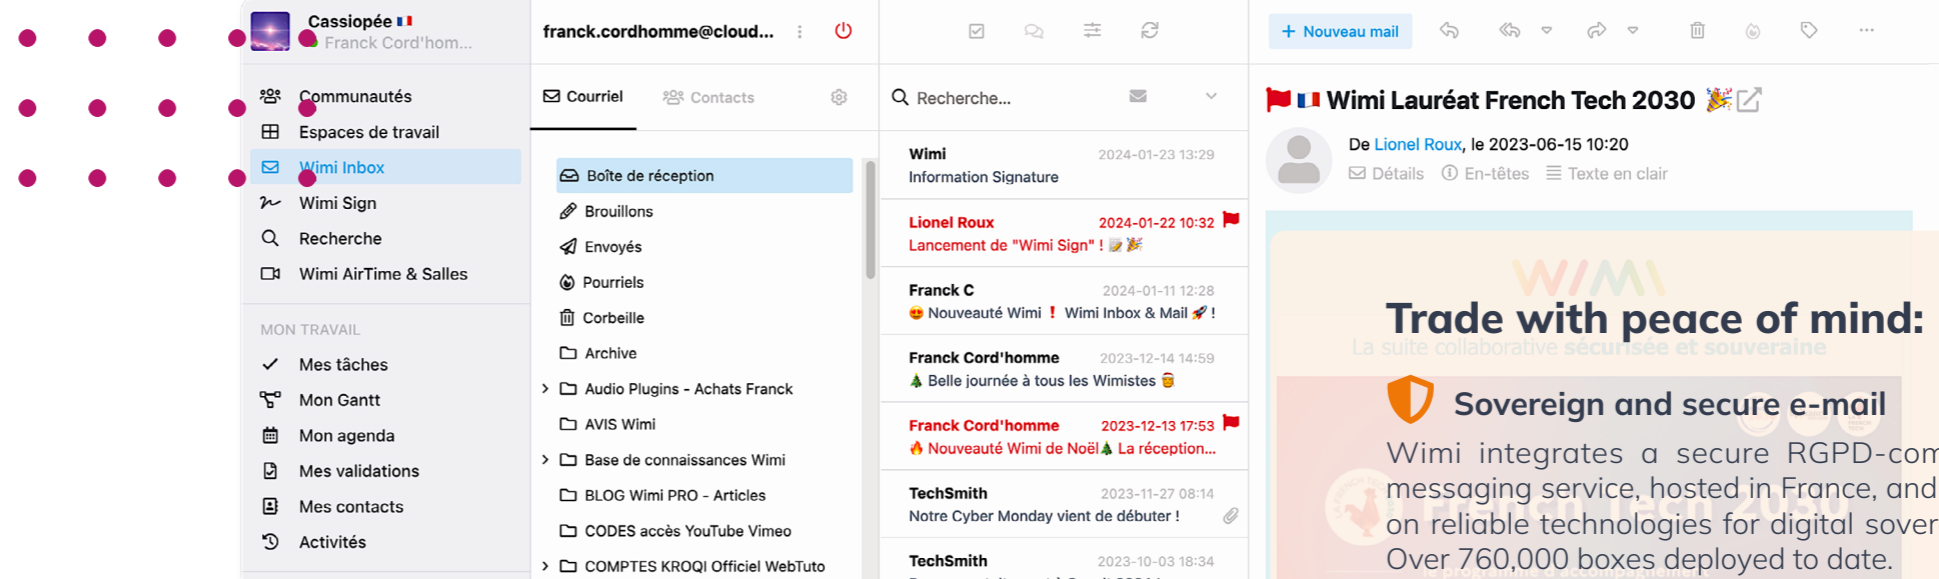 Cassiopée
Franck Cord'hom...
Communautés
Espaces de travail
Wimi Inbox
Wimi Sign
Recherche
Wimi AirTime & Salles
MON TRAVAIL
Mes tâches
Mon Gantt
Mon agenda
Mes validations
Mes contacts
Activités
franck.cordhomme@cloud...
Courriel
Contacts
Boîte de réception
Brouillons
Envoyés
Pourriels
Corbeille
Archive
Audio Plugins - Achats Franck
AVIS Wimi
Base de connaissances Wimi
BLOG Wimi PRO - Articles
CODES accès YouTube Vimeo
COMPTES KROQI Officiel WebTuto
Recherche...
Wimi 2024-01-23 13:29
Information Signature
Lionel Roux 2024-01-22 10:32
Lancement de "Wimi Sign" ! 📝 🎉
Franck C 2024-01-11 12:28
😍 Nouveauté Wimi ❗ Wimi Inbox & Mail 🚀 !
Franck Cord'homme 2023-12-14 14:59
🎄 Belle journée à tous les Wimistes 🎅
Franck Cord'homme 2023-12-13 17:53
🔥 Nouveauté Wimi de Noël🎄 La réception...
TechSmith 2023-11-27 08:14
Notre Cyber Monday vient de débuter !
TechSmith 2023-10-03 18:34
+ Nouveau mail
Wimi Lauréat French Tech 2030 🎉
De Lionel Roux, le 2023-06-15 10:20
Détails En-têtes Texte en clair
WIMI
Trade with peace of mind:
La suite collaborative sécurisée et souveraine
Sovereign and secure e-mail
Wimi integrates a secure RGPD-com
messaging service, hosted in France, and
French Tech 2030
on reliable technologies for digital sover
Over 760,000 boxes deployed to date.
le programme d'accompagnement